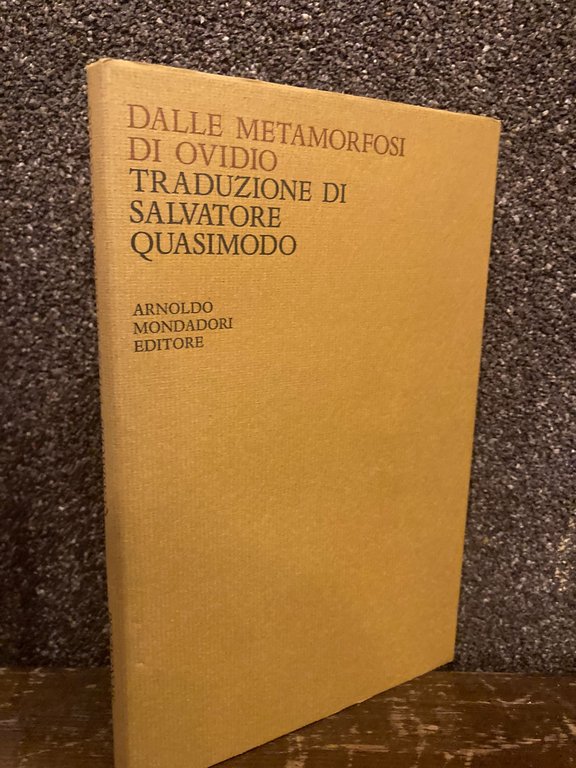 DALLE METAMORFOSI
DI OVIDIO
TRADUZIONE DI
SALVATORE
QUASIMODO
ARNOLDO
MONDADORI
EDITORE